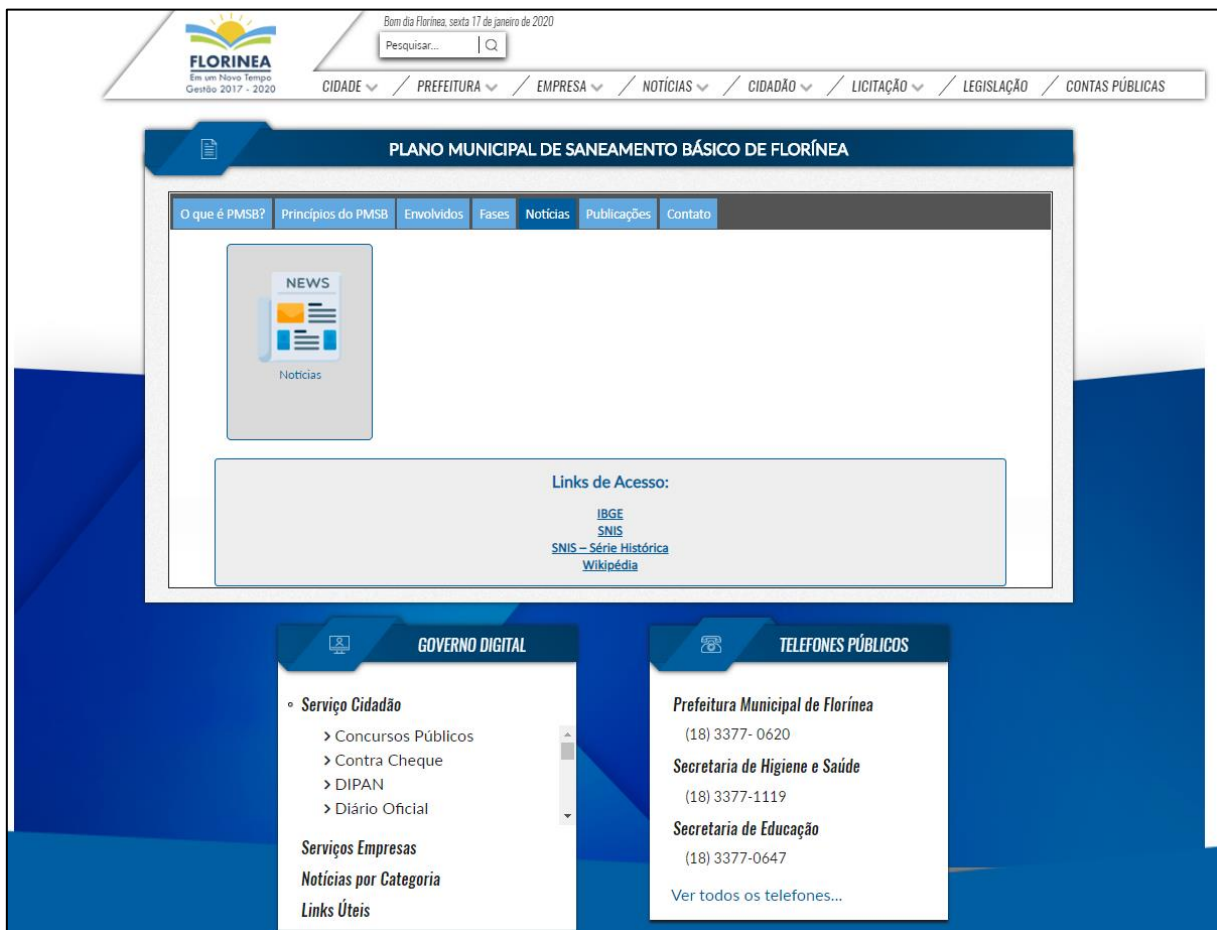 Bom dia Florínea, sexta 17 de janeiro de 2020
Pesquisar...
FLORINEA
Em um Novo Tempo
Gestão 2017 - 2020
CIDADE / PREFEITURA / EMPRESA / NOTÍCIAS / CIDADÃO / LICITAÇÃO / LEGISLAÇÃO / CONTAS PÚBLICAS
PLANO MUNICIPAL DE SANEAMENTO BÁSICO DE FLORÍNEA
O que é PMSB? Princípios do PMSB Envolvidos Fases Notícias Publicações Contato
NEWS
Notícias
Links de Acesso:
IBGE
SNIS
SNIS – Série Histórica
Wikipédia
GOVERNO DIGITAL
Serviço Cidadão
> Concursos Públicos
> Contra Cheque
> DIPAN
> Diário Oficial
Serviços Empresas
Notícias por Categoria
Links Úteis
TELEFONES PÚBLICOS
Prefeitura Municipal de Florínea
(18) 3377- 0620
Secretaria de Higiene e Saúde
(18) 3377-1119
Secretaria de Educação
(18) 3377-0647
Ver todos os telefones...